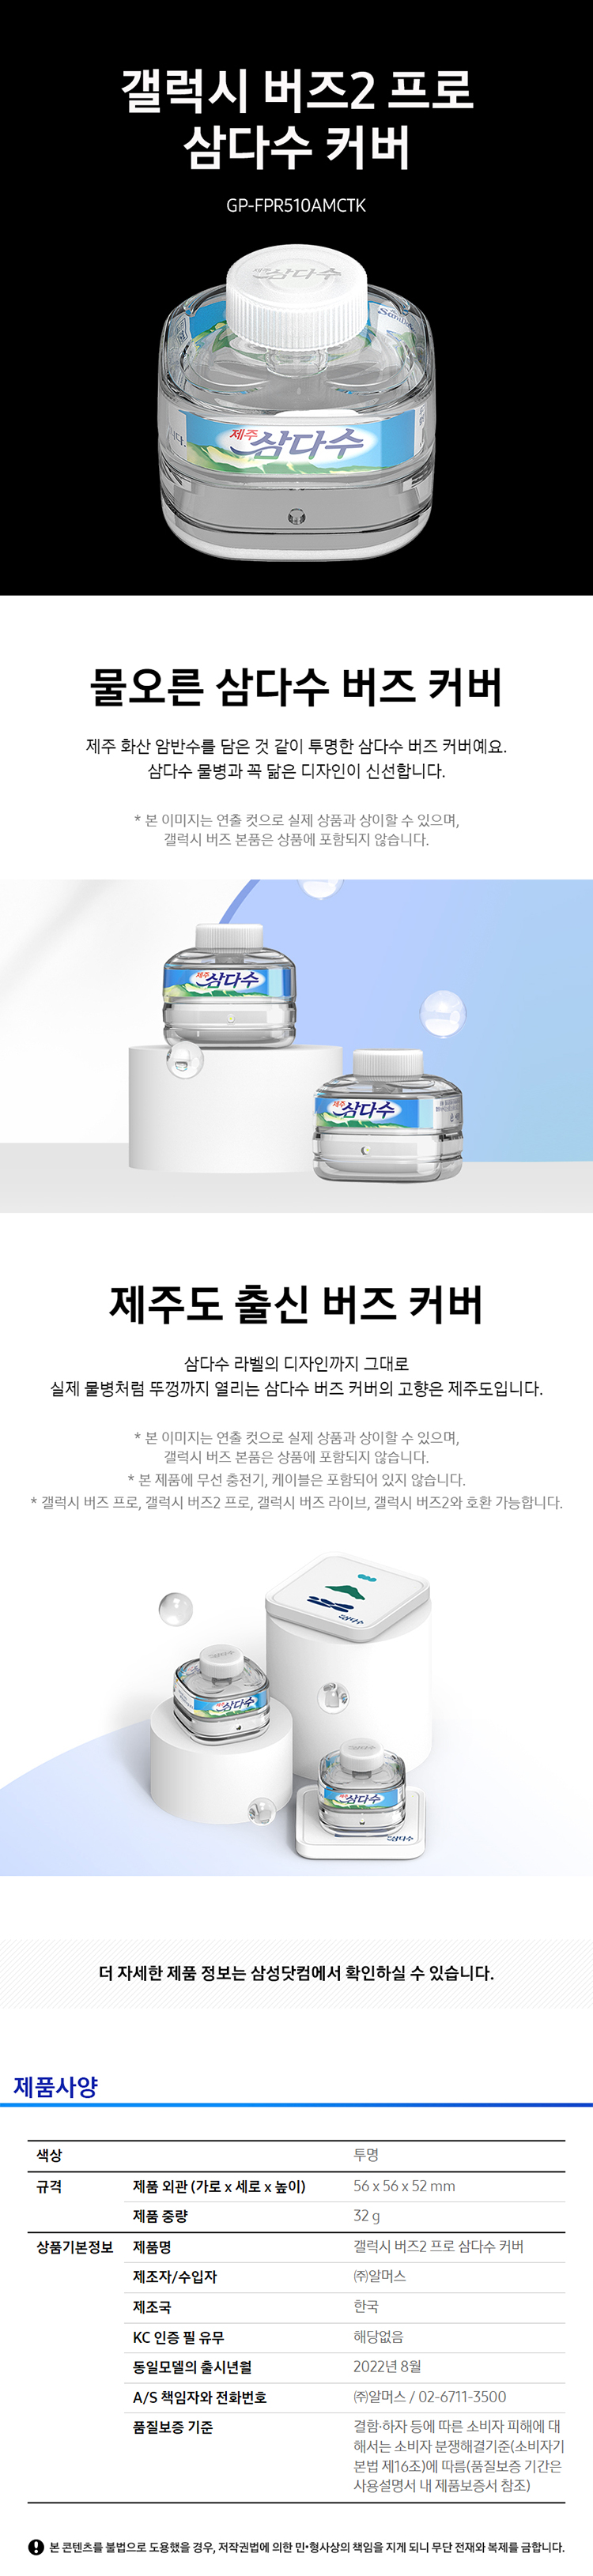 갤럭시 버즈2 프로
삼다수 커버
GP-FPR510AMCTK
제주 삼다수
제주 삼다수
물오른 삼다수 버즈 커버
제주 화산 암반수를 담은 것 같이 투명한 삼다수 버즈 커버예요.
삼다수 물병과 꼭 닮은 디자인이 신선합니다.
* 본 이미지는 연출 컷으로 실제 상품과 상이할 수 있으며,
갤럭시 버즈 본품은 상품에 포함되지 않습니다.
제주 삼다수
제주 삼다수
제주도 출신 버즈 커버
삼다수 라벨의 디자인까지 그대로
실제 물병처럼 뚜껑까지 열리는 삼다수 버즈 커버의 고향은 제주도입니다.
* 본 이미지는 연출 컷으로 실제 상품과 상이할 수 있으며,
갤럭시 버즈 본품은 상품에 포함되지 않습니다.
* 본 제품에 무선 충전기, 케이블은 포함되어 있지 않습니다.
* 갤럭시 버즈 프로, 갤럭시 버즈2 프로, 갤럭시 버즈 라이브, 갤럭시 버즈2와 호환 가능합니다.
삼다수
삼다수
삼다수
삼다수
더 자세한 제품 정보는 삼성닷컴에서 확인하실 수 있습니다.
제품사양
색상 투명
규격 제품 외관 (가로 x 세로 x 높이) 56 x 56 x 52 mm
제품 중량 32 g
상품기본정보 제품명 갤럭시 버즈2 프로 삼다수 커버
제조자/수입자 ㈜알머스
제조국 한국
KC 인증 필 유무 해당없음
동일모델의 출시년월 2022년 8월
A/S 책임자와 전화번호 ㈜알머스 / 02-6711-3500
품질보증 기준 결함·하자 등에 따른 소비자 피해에 대
해서는 소비자 분쟁해결기준(소비자기
본법 제16조)에 따름(품질보증 기간은
사용설명서 내 제품보증서 참조)
본 콘텐츠를 불법으로 도용했을 경우, 저작권법에 의한 민•형사상의 책임을 지게 되니 무단 전재와 복제를 금합니다.